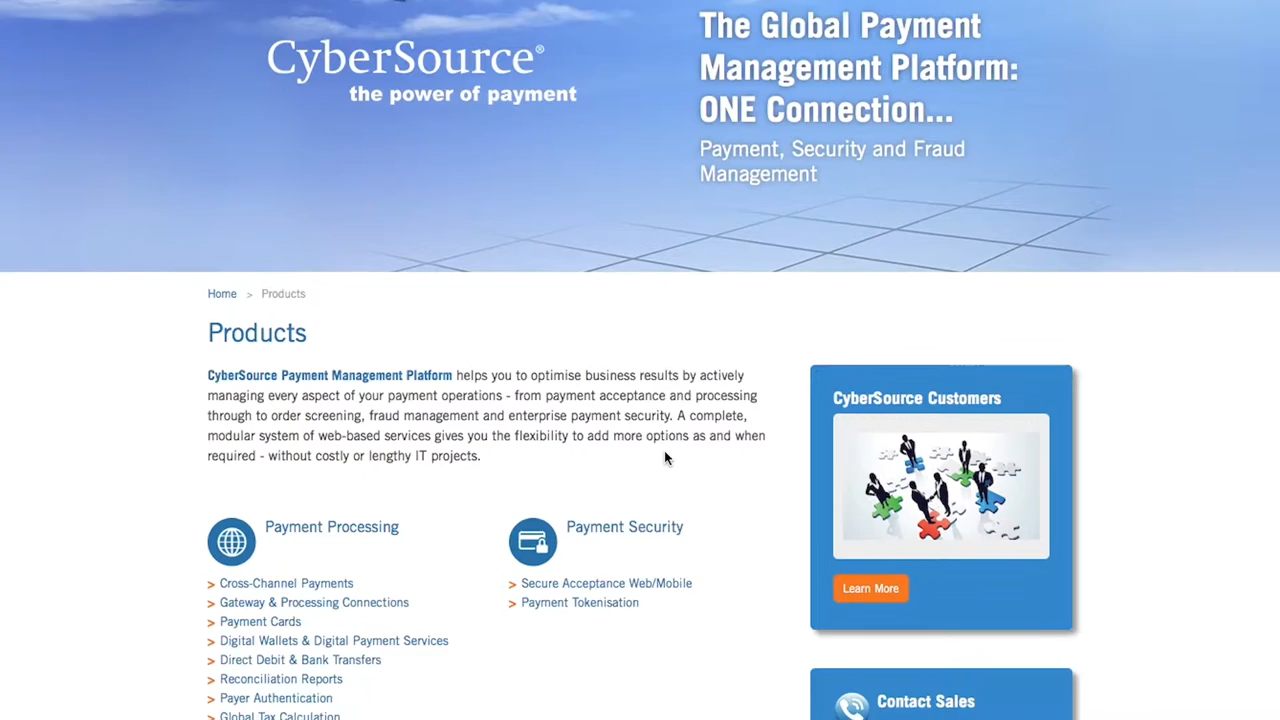 CyberSource®
the power of payment
The Global Payment
Management Platform:
ONE Connection...
Payment, Security and Fraud
Management
Home > Products
Products
CyberSource Payment Management Platform helps you to optimise business results by actively
managing every aspect of your payment operations - from payment acceptance and processing
through to order screening, fraud management and enterprise payment security. A complete,
modular system of web-based services gives you the flexibility to add more options as and when
required - without costly or lengthy IT projects.
Payment Processing
> Cross-Channel Payments
> Gateway & Processing Connections
> Payment Cards
> Digital Wallets & Digital Payment Services
> Direct Debit & Bank Transfers
> Reconciliation Reports
> Payer Authentication
> Global Tax Calculation
Payment Security
> Secure Acceptance Web/Mobile
> Payment Tokenisation
CyberSource Customers
Learn More
Contact Sales